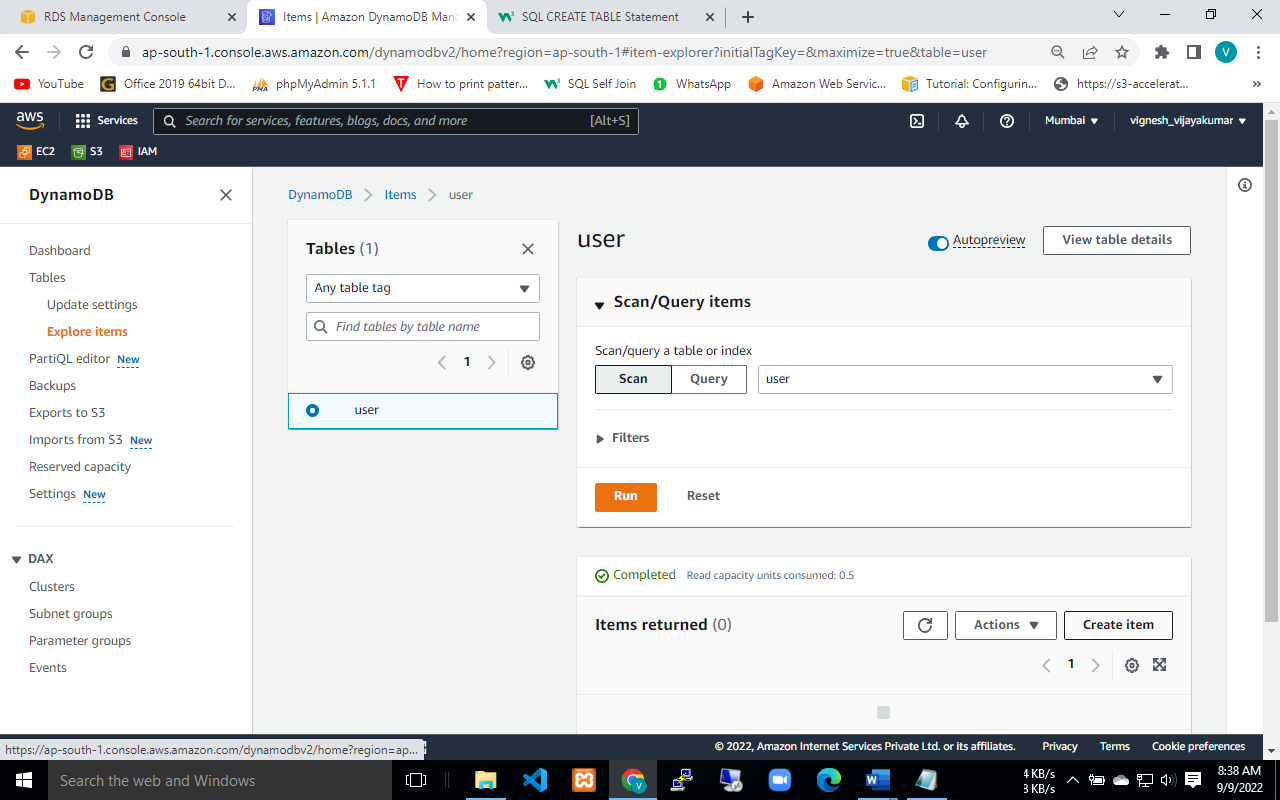 RDS Management Console
Items | Amazon DynamoDB Mana
SQL CREATE TABLE Statement
ap-south-1.console.aws.amazon.com/dynamodbv2/home?region=ap-south-1#item-explorer?initialTagKey=&maximize=true&table=user
V
YouTube
Office 2019 64bit D...
phpMyAdmin 5.1.1
How to print patter...
SQL Self Join
WhatsApp
Amazon Web Servic...
Tutorial: Configurin...
https://s3-accelerat...
»
aws
Services
Search for services, features, blogs, docs, and more
[Alt+S]
Mumbai
vignesh_vijayakumar
EC2
S3
IAM
DynamoDB
DynamoDB
Items
user
Dashboard
Tables
Update settings
Explore items
PartiQL editor New
Backups
Exports to S3
Imports from S3 New
Reserved capacity
Settings New
DAX
Clusters
Subnet groups
Parameter groups
Events
Tables (1)
Any table tag
Find tables by table name
1
user
user
Autopreview
View table details
Scan/Query items
Scan/query a table or index
Scan
Query
user
Filters
Run
Reset
Completed
Read capacity units consumed: 0.5
Items returned (0)
Actions
Create item
1
https://ap-south-1.console.aws.amazon.com/dynamodbv2/home?region=ap...
© 2022, Amazon Internet Services Private Ltd. or its affiliates.
Privacy
Terms
Cookie preferences
Search the web and Windows
8:38 AM
9/9/2022